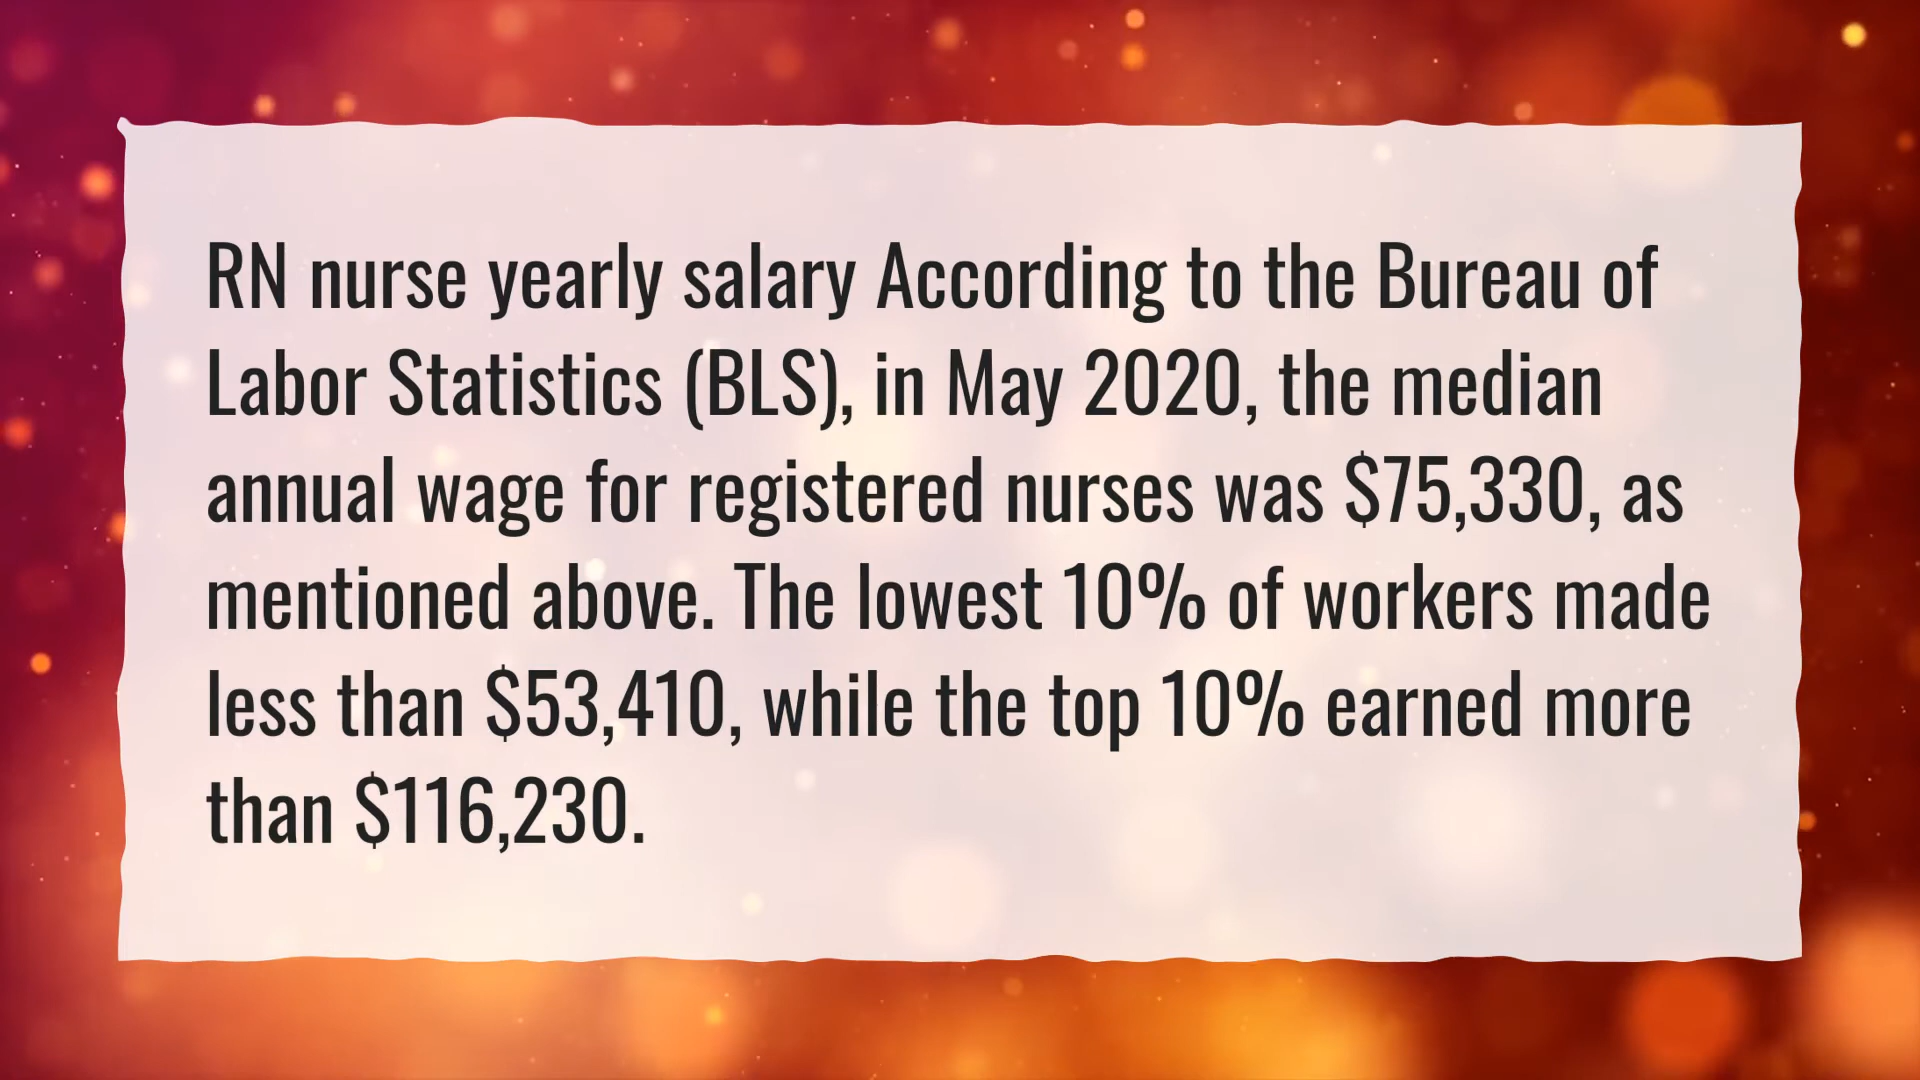 RN nurse yearly salary According to the Bureau of
Labor Statistics (BLS), in May 2020, the median
annual wage for registered nurses was $75,330, as
mentioned above. The lowest 10% of workers made
less than $53,410, while the top 10% earned more
than $116,230.